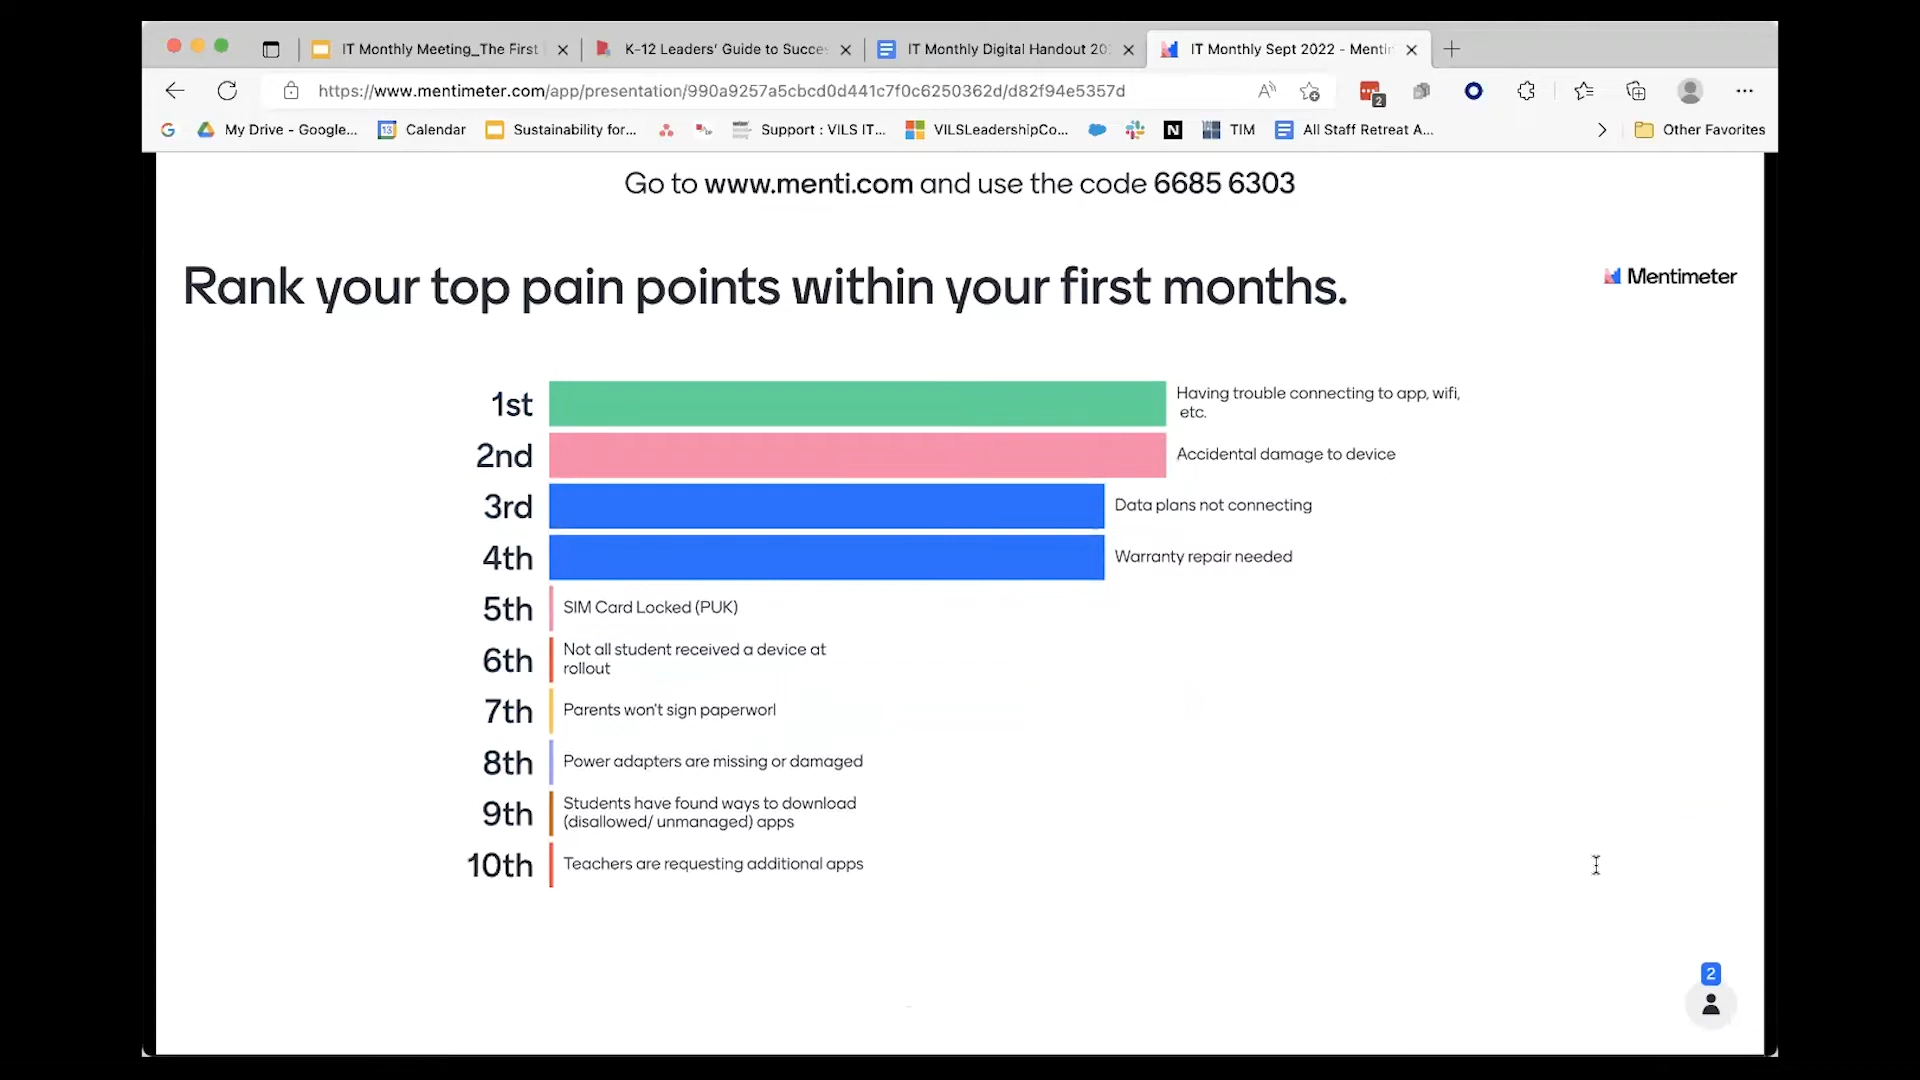 IT Monthly Meeting_The First
K-12 Leaders' Guide to Succe
IT Monthly Digital Handout 20
IT Monthly Sept 2022 - Mentin
https://www.mentimeter.com/app/presentation/990a9257a5cbcd0d441c7f0c6250362d/d82f94e5357d
2
G My Drive - Google... 13 Calendar Sustainability for... Support : VILS IT... VILSLeadershipCo... N TIM All Staff Retreat A... Other Favorites
Go to www.menti.com and use the code 6685 6303
Rank your top pain points within your first months.
Mentimeter
1st
Having trouble connecting to app, wifi,
etc.
2nd Accidental damage to device
3rd Data plans not connecting
4th Warranty repair needed
5th SIM Card Locked (PUK)
6th
Not all student received a device at
rollout
7th Parents won't sign paperworl
8th Power adapters are missing or damaged
9th
Students have found ways to download
(disallowed/ unmanaged) apps
10th Teachers are requesting additional apps
2